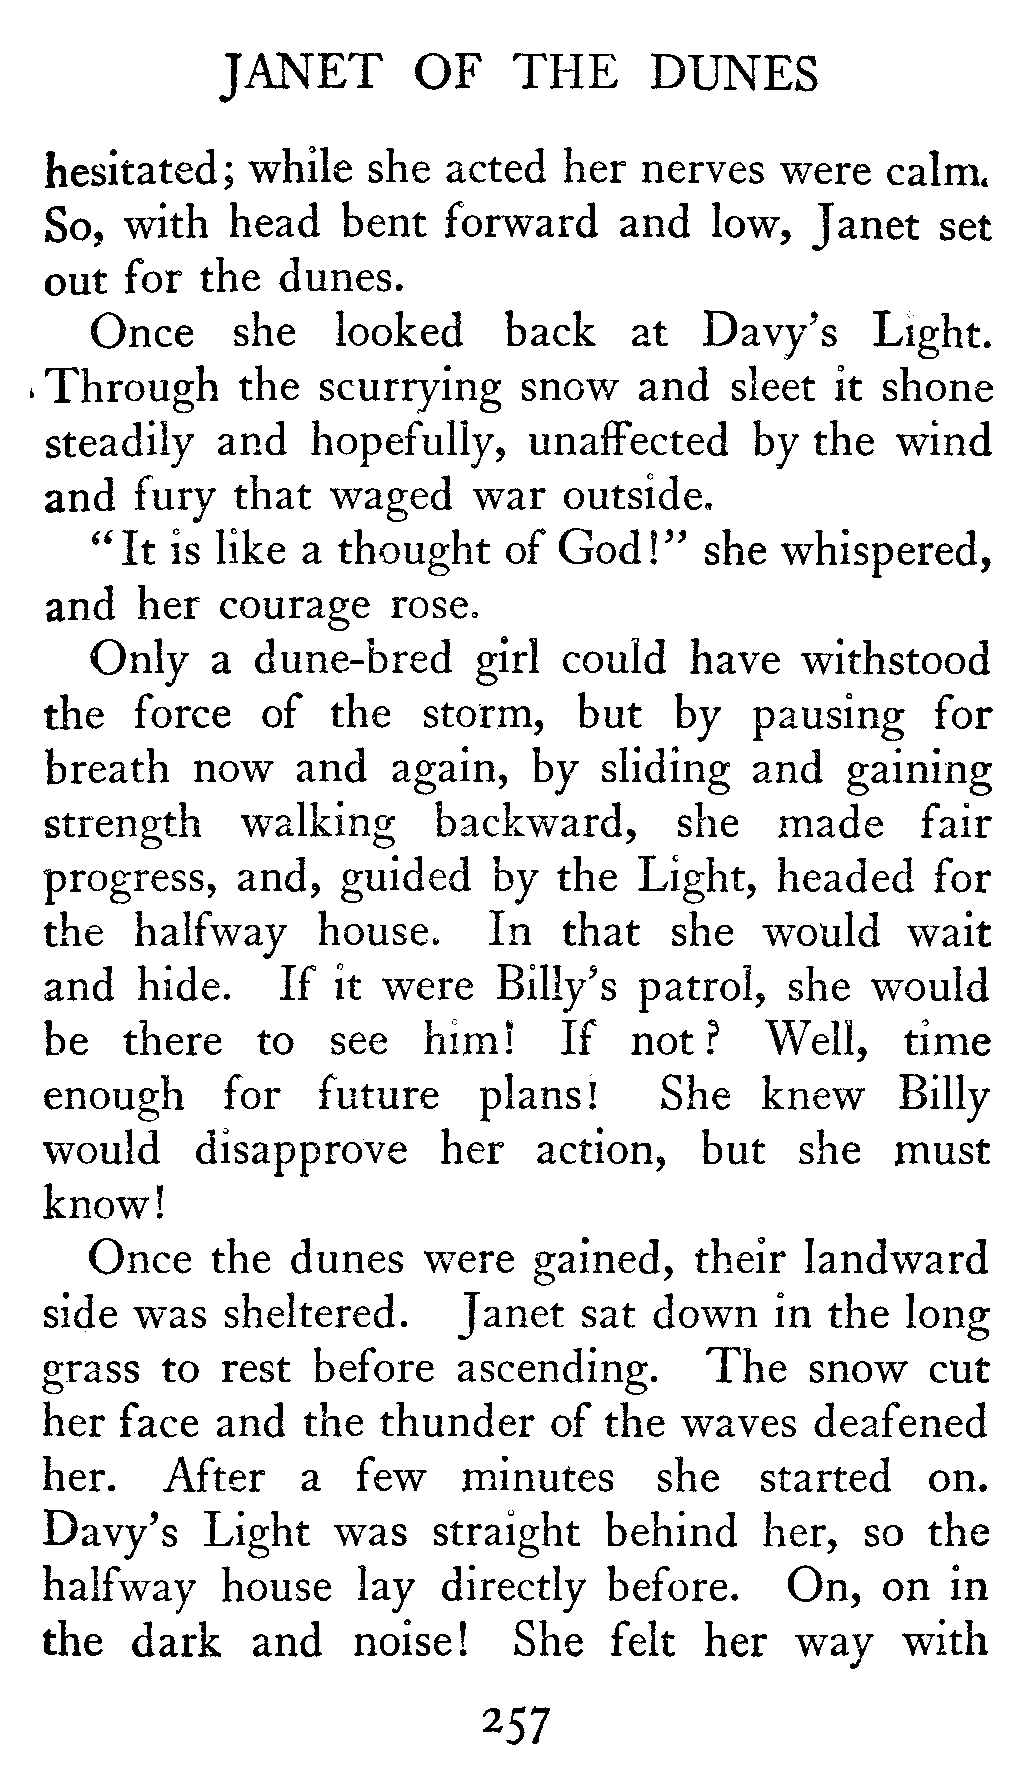 JANET OF THE DUNES
hesitated; while she acted her nerves were calm.
So, with head bent forward and low, Janet set
out for the dunes.
Once she looked back at Davy's Light.
Through the scurrying snow and sleet it shone
steadily and hopefully, unaffected by the wind
and fury that waged war outside.
"It is like a thought of God!" she whispered,
and her courage rose.
Only a dune-bred girl could have withstood
the force of the storm, but by pausing for
breath now and again, by sliding and gaining
strength walking backward, she made fair
progress, and, guided by the Light, headed for
the halfway house. In that she would wait
and hide. If it were Billy's patrol, she would
be there to see him! If not? Well, time
enough for future plans! She knew Billy
would disapprove her action, but she must
know!
Once the dunes were gained, their landward
side was sheltered. Janet sat down in the long
grass to rest before ascending. The snow cut
her face and the thunder of the waves deafened
her. After a few minutes she started on.
Davy's Light was straight behind her, so the
halfway house lay directly before. On, on in
the dark and noise! She felt her way with
257